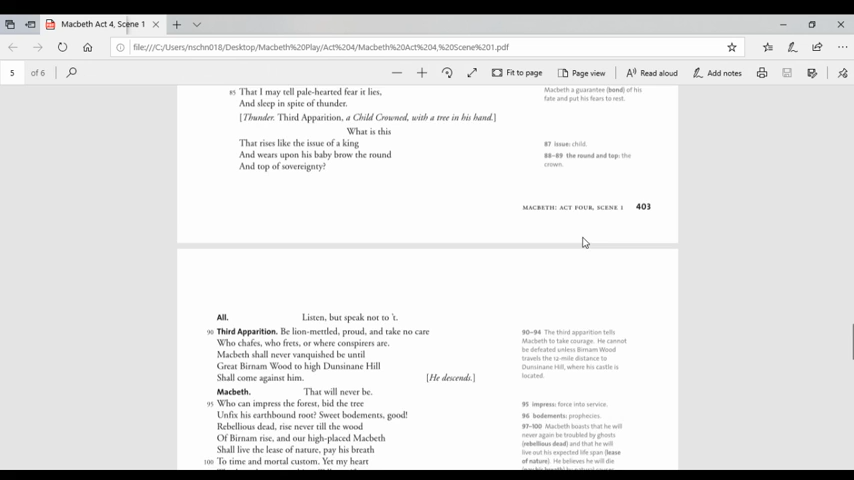 Macbeth Act 4, Scene 1
file:///C:/Users/nschn018/Desktop/Macbeth%20Play/Act%204/Macbeth%20Act%204,%20Scene%201.pdf
5 of 6
Fit to page
Page view
Read aloud
Add notes
85 That I may tell pale-hearted fear it lies,
And sleep in spite of thunder.
[Thunder. Third Apparition, a Child Crowned, with a tree in his hand.]
What is this
That rises like the issue of a king
And wears upon his baby brow the round
And top of sovereignty?
Macbeth a guarantee (bond) of his
fate and put his fears to rest.
87 issue: child.
88–89 the round and top: the
crown.
MACBETH: ACT FOUR, SCENE 1 403
All. Listen, but speak not to 't.
90 Third Apparition. Be lion-mettled, proud, and take no care
Who chafes, who frets, or where conspirers are.
Macbeth shall never vanquished be until
Great Birnam Wood to high Dunsinane Hill
Shall come against him. [He descends.]
Macbeth. That will never be.
95 Who can impress the forest, bid the tree
Unfix his earthbound root? Sweet bodements, good!
Rebellious dead, rise never till the wood
Of Birnam rise, and our high-placed Macbeth
Shall live the lease of nature, pay his breath
100 To time and mortal custom. Yet my heart
90–94 The third apparition tells
Macbeth to take courage. He cannot
be defeated unless Birnam Wood
travels the 12-mile distance to
Dunsinane Hill, where his castle is
located.
95 impress: force into service.
96 bodements: prophecies.
97–100 Macbeth boasts that he will
never again be troubled by ghosts
(rebellious dead) and that he will
live out his expected life span (lease
of nature). He believes he will die